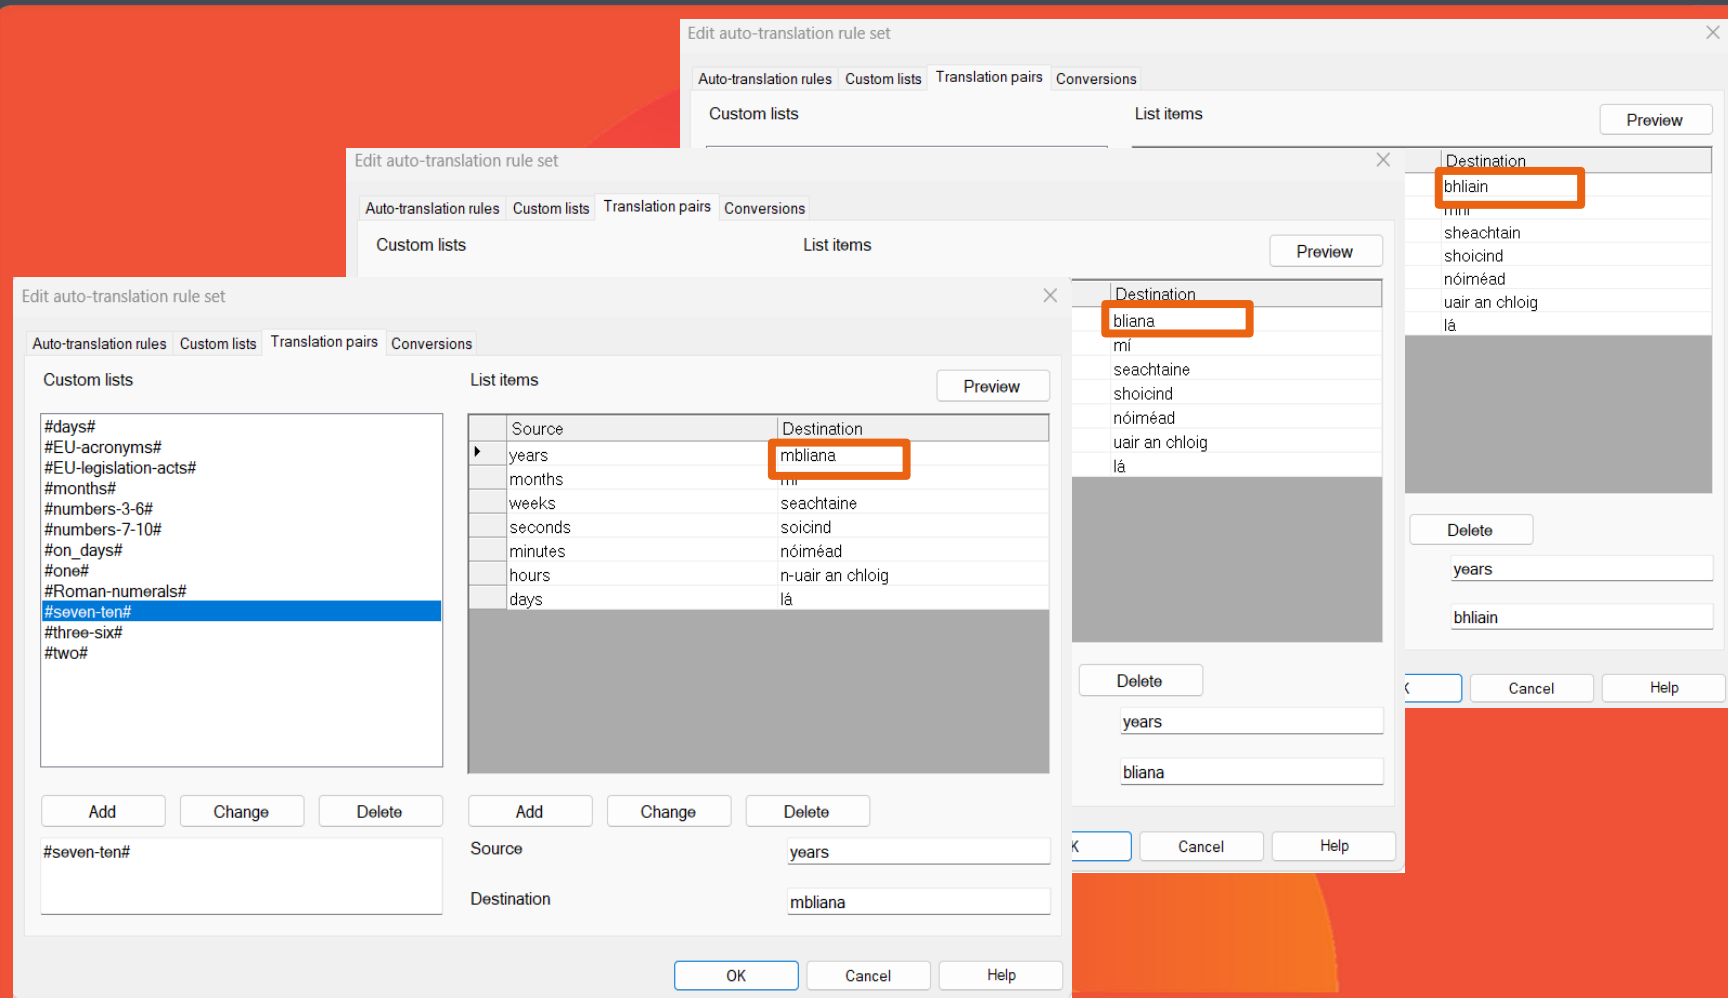 Edit auto-translation rule set
Auto-translation rules Custom lists Translation pairs Conversions
Custom lists List items Preview
Destination
bhliain
mhí
sheachtain
shoicind
nóiméad
uair an chloig
lá
Delete
years
bhliain
K Cancel Help
Edit auto-translation rule set
Auto-translation rules Custom lists Translation pairs Conversions
Custom lists List items Preview
Destination
bliana
mí
seachtaine
shoicind
nóiméad
uair an chloig
lá
Delete
years
bliana
K Cancel Help
Edit auto-translation rule set
Auto-translation rules Custom lists Translation pairs Conversions
Custom lists
#days#
#EU-acronyms#
#EU-legislation-acts#
#months#
#numbers-3-6#
#numbers-7-10#
#on_days#
#one#
#Roman-numerals#
#seven-ten#
#three-six#
#two#
Add Change Delete
#seven-ten#
List items Preview
Source Destination
years mbliana
months mí
weeks seachtaine
seconds soicind
minutes nóiméad
hours n-uair an chloig
days lá
Add Change Delete
Source years
Destination mbliana
OK Cancel Help